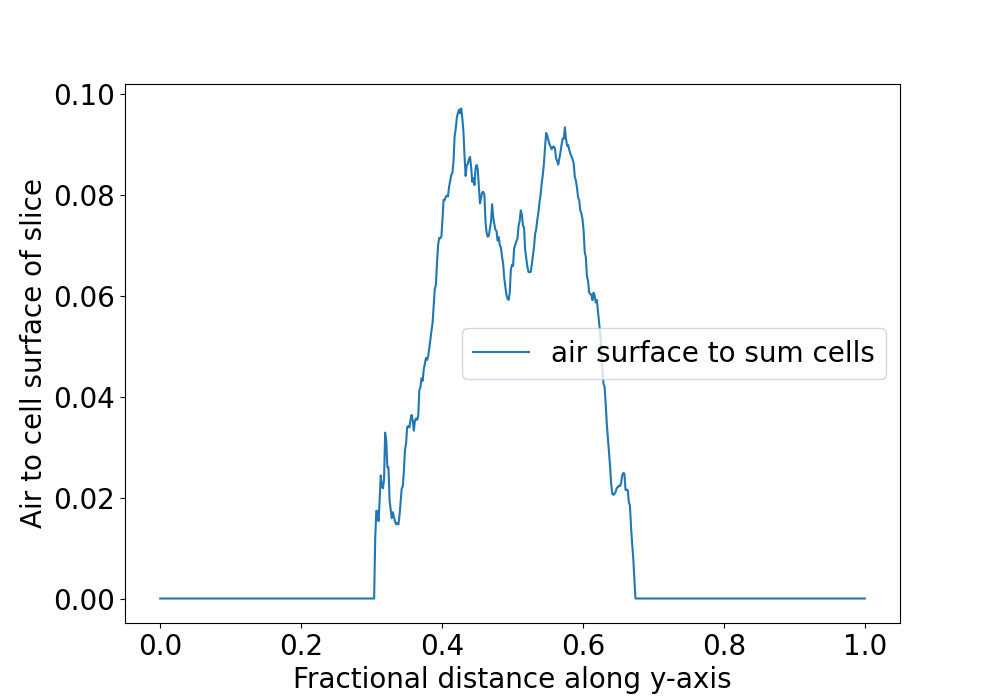 0.10
0.08
0.06
0.04
0.02
0.00
Air to cell surface of slice
air surface to sum cells
0.0 0.2 0.4 0.6 0.8 1.0
Fractional distance along y-axis